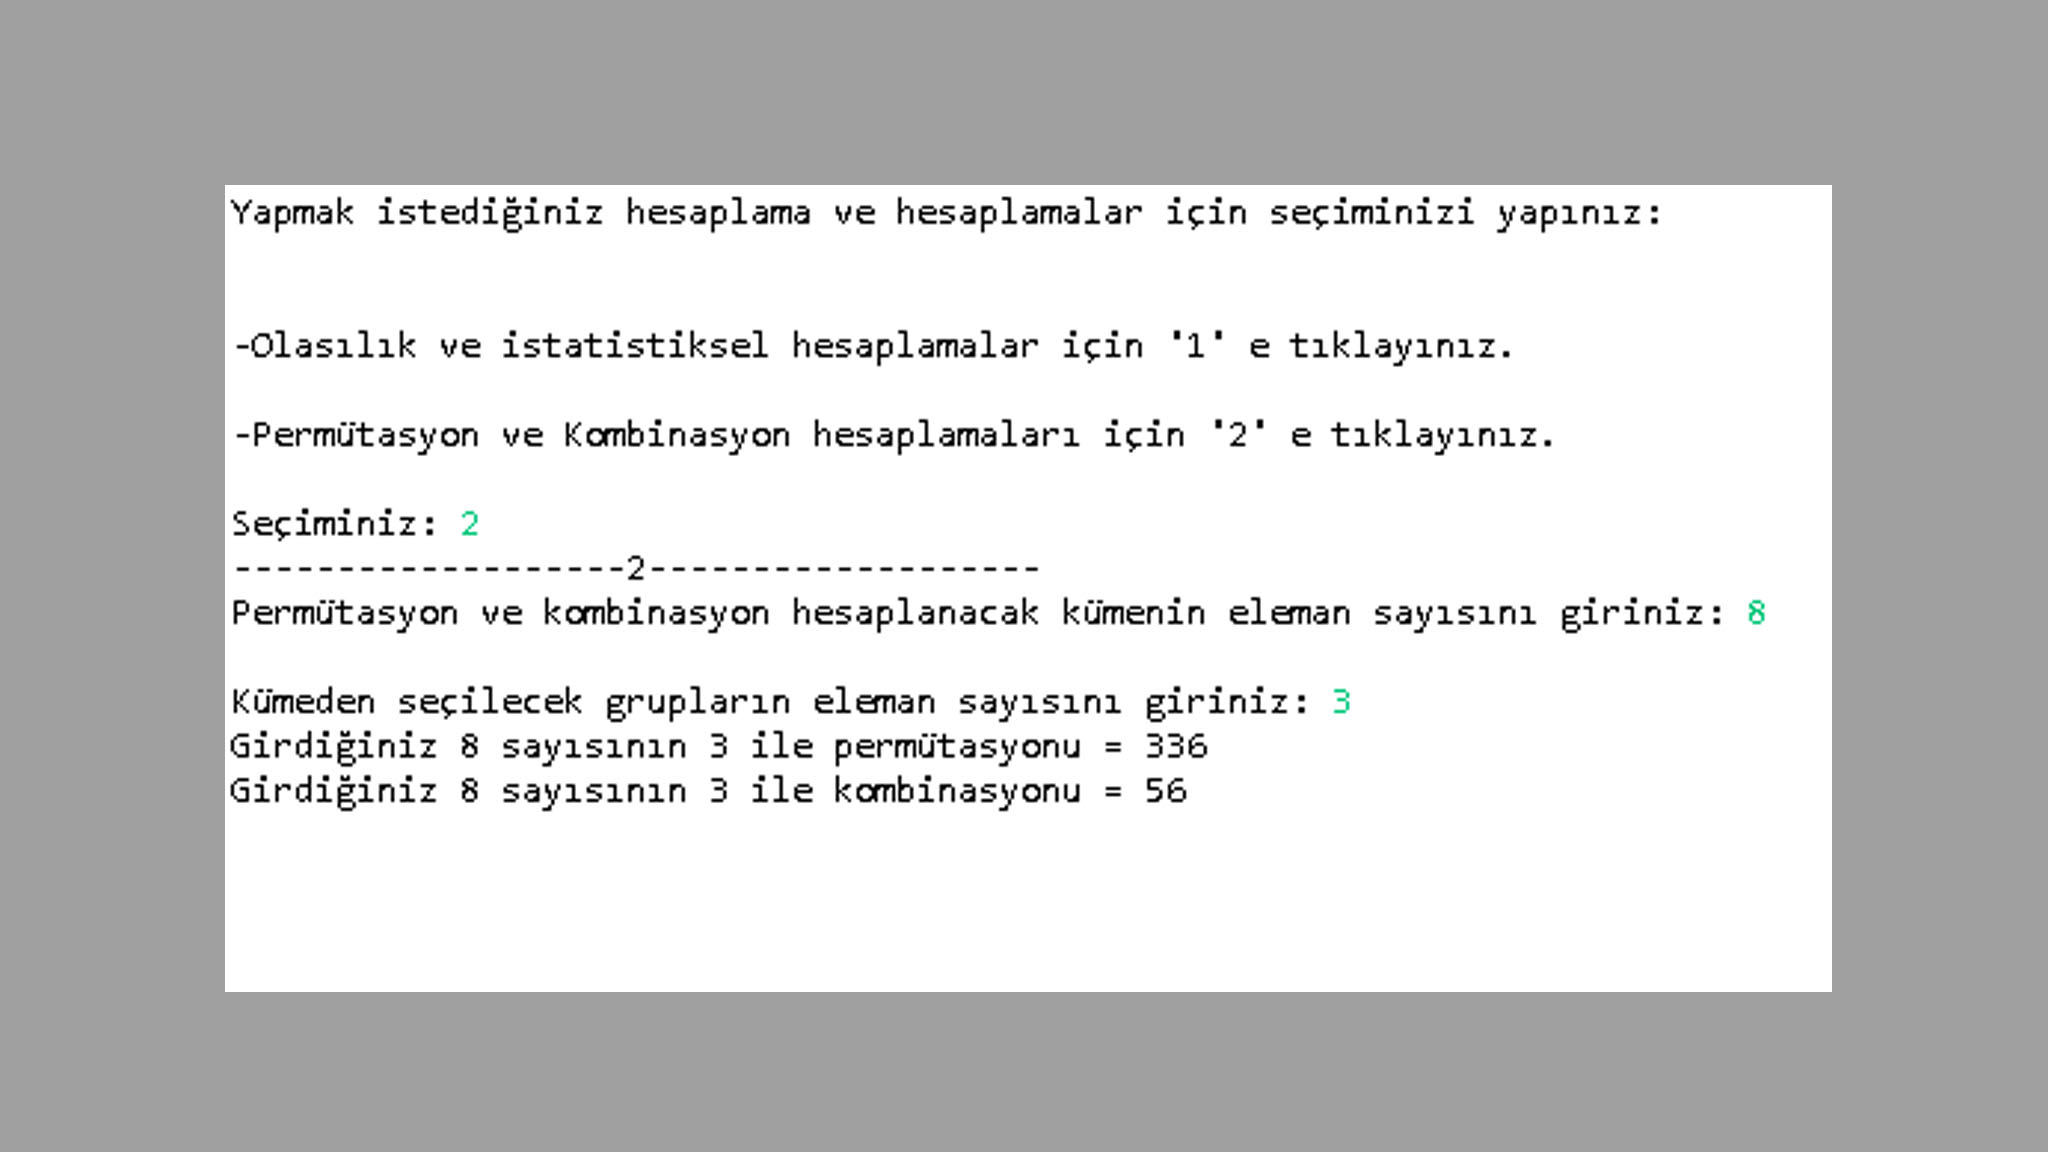 Yapmak istediğiniz hesaplama ve hesaplamalar için seçiminizi yapınız:
-Olasılık ve istatistiksel hesaplamalar için '1' e tıklayınız.
-Permütasyon ve Kombinasyon hesaplamaları için '2' e tıklayınız.
Seçiminiz: 2
-------------------2-------------------
Permütasyon ve kombinasyon hesaplanacak kümenin eleman sayısını giriniz: 8
Kümeden seçilecek grupların eleman sayısını giriniz: 3
Girdiğiniz 8 sayısının 3 ile permütasyonu = 336
Girdiğiniz 8 sayısının 3 ile kombinasyonu = 56